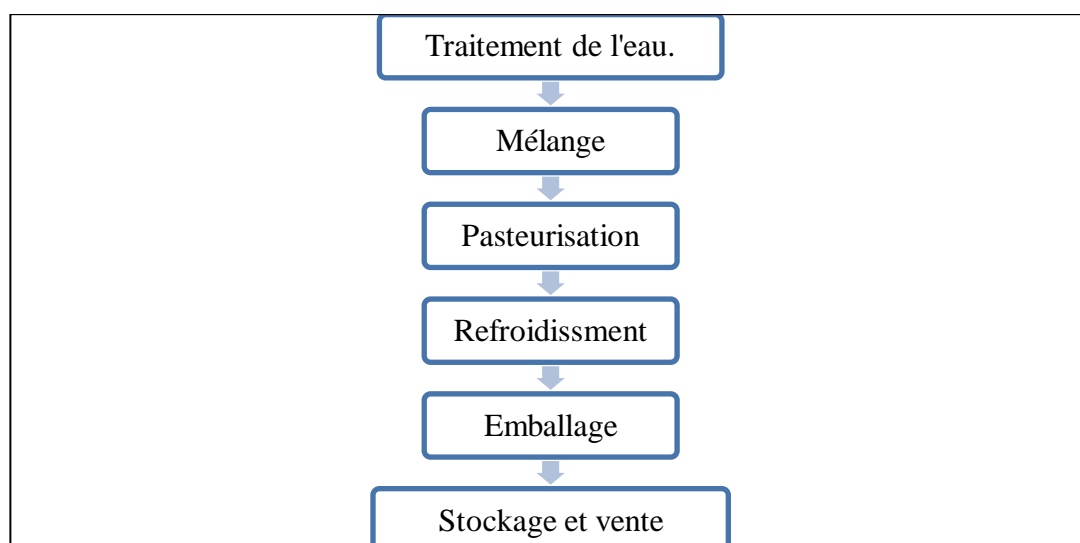 Traitement de l'eau.
Mélange
Pasteurisation
Refroidissment
Emballage
Stockage et vente